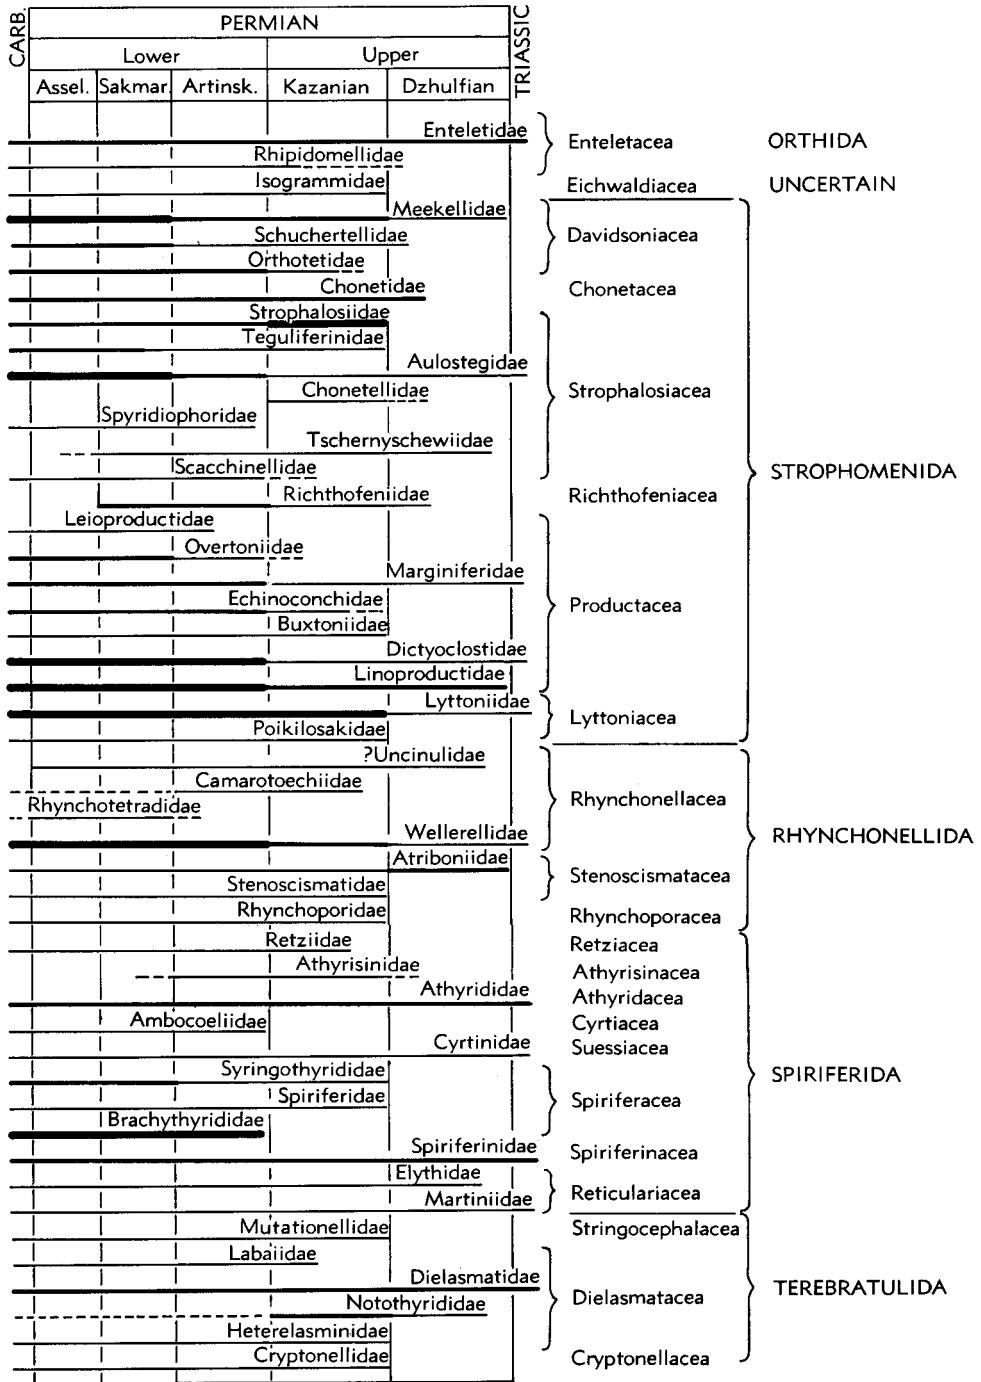 CARB.
PERMIAN
TRIASSIC
Lower Upper
Assel. Sakmar. Artinsk. Kazanian Dzhulfian
Enteletidae
Enteletacea ORTHIDA
Rhipidomellidae
Isogrammidae
Eichwaldiacea UNCERTAIN
Meekellidae
Schuchertellidae
Davidsoniacea
Orthotetidae
Chonetidae
Chonetacea
Strophalosiidae
Teguliferinidae
Aulostegidae
Chonetellidae
Strophalosiacea
Spyridiophoridae
Tschernyschewiidae
Scacchinellidae
STROPHOMENIDA
Richthofeniidae
Richthofeniacea
Leioproductidae
Overtoniidae
Marginiferidae
Echinoconchidae
Productacea
Buxtoniidae
Dictyoclostidae
Linoproductidae
Lyttoniidae
Lyttoniacea
Poikilosakidae
?Uncinulidae
Camarotoechiidae
Rhynchonellacea
Rhynchotetradidae
Wellerellidae
RHYNCHONELLIDA
Atriboniidae
Stenoscismatacea
Stenoscismatidae
Rhynchoporidae
Rhynchoporacea
Retziidae
Retziacea
Athyrisinidae
Athyrisinacea
Athyrididae
Athyridacea
Ambocoeliidae
Cyrtiacea
Cyrtinidae
Suessiacea
Syringothyrididae
SPIRIFERIDA
Spiriferidae
Spiriferacea
Brachythyrididae
Spiriferinidae
Spiriferinacea
Elythidae
Martiniidae
Reticulariacea
Mutationellidae
Stringocephalacea
Labaiidae
Dielasmatidae
TEREBRATULIDA
Notothyrididae
Dielasmatacea
Heterelasminidae
Cryptonellidae
Cryptonellacea